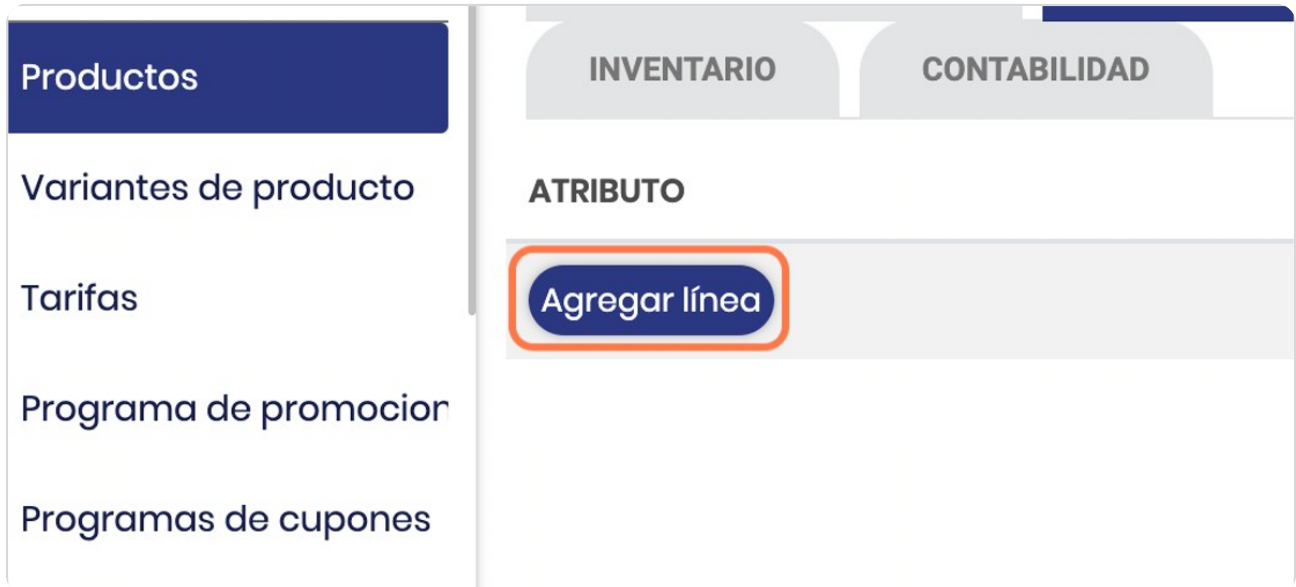 Productos
Variantes de producto
Tarifas
Programa de promocion
Programas de cupones
INVENTARIO CONTABILIDAD
ATRIBUTO
Agregar línea